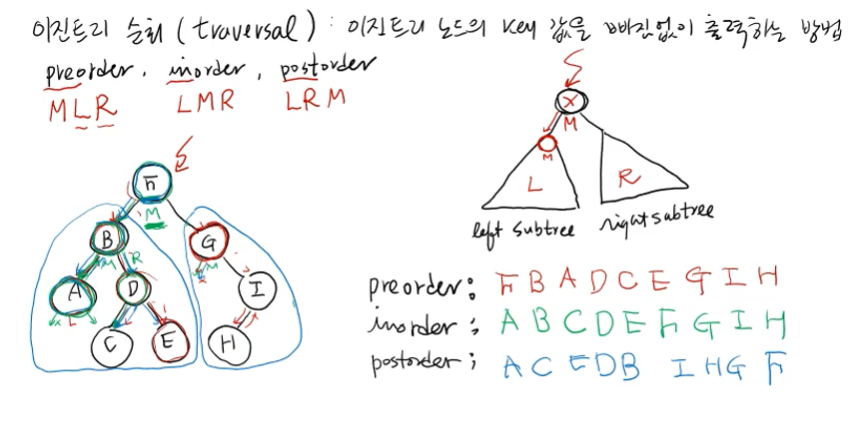 이진트리 순회 (traversal) : 이진트리 노드의 key 값을 빠짐없이 출력하는 방법
preorder, inorder, postorder
MLR LMR LRM
X
M
M
L R
left subtree right subtree
F
M
B G
M R M
A D I
x L x
C E H
preorder: F B A D C E G I H
inorder: A B C D E F G I H
postorder; A C E D B I H G F